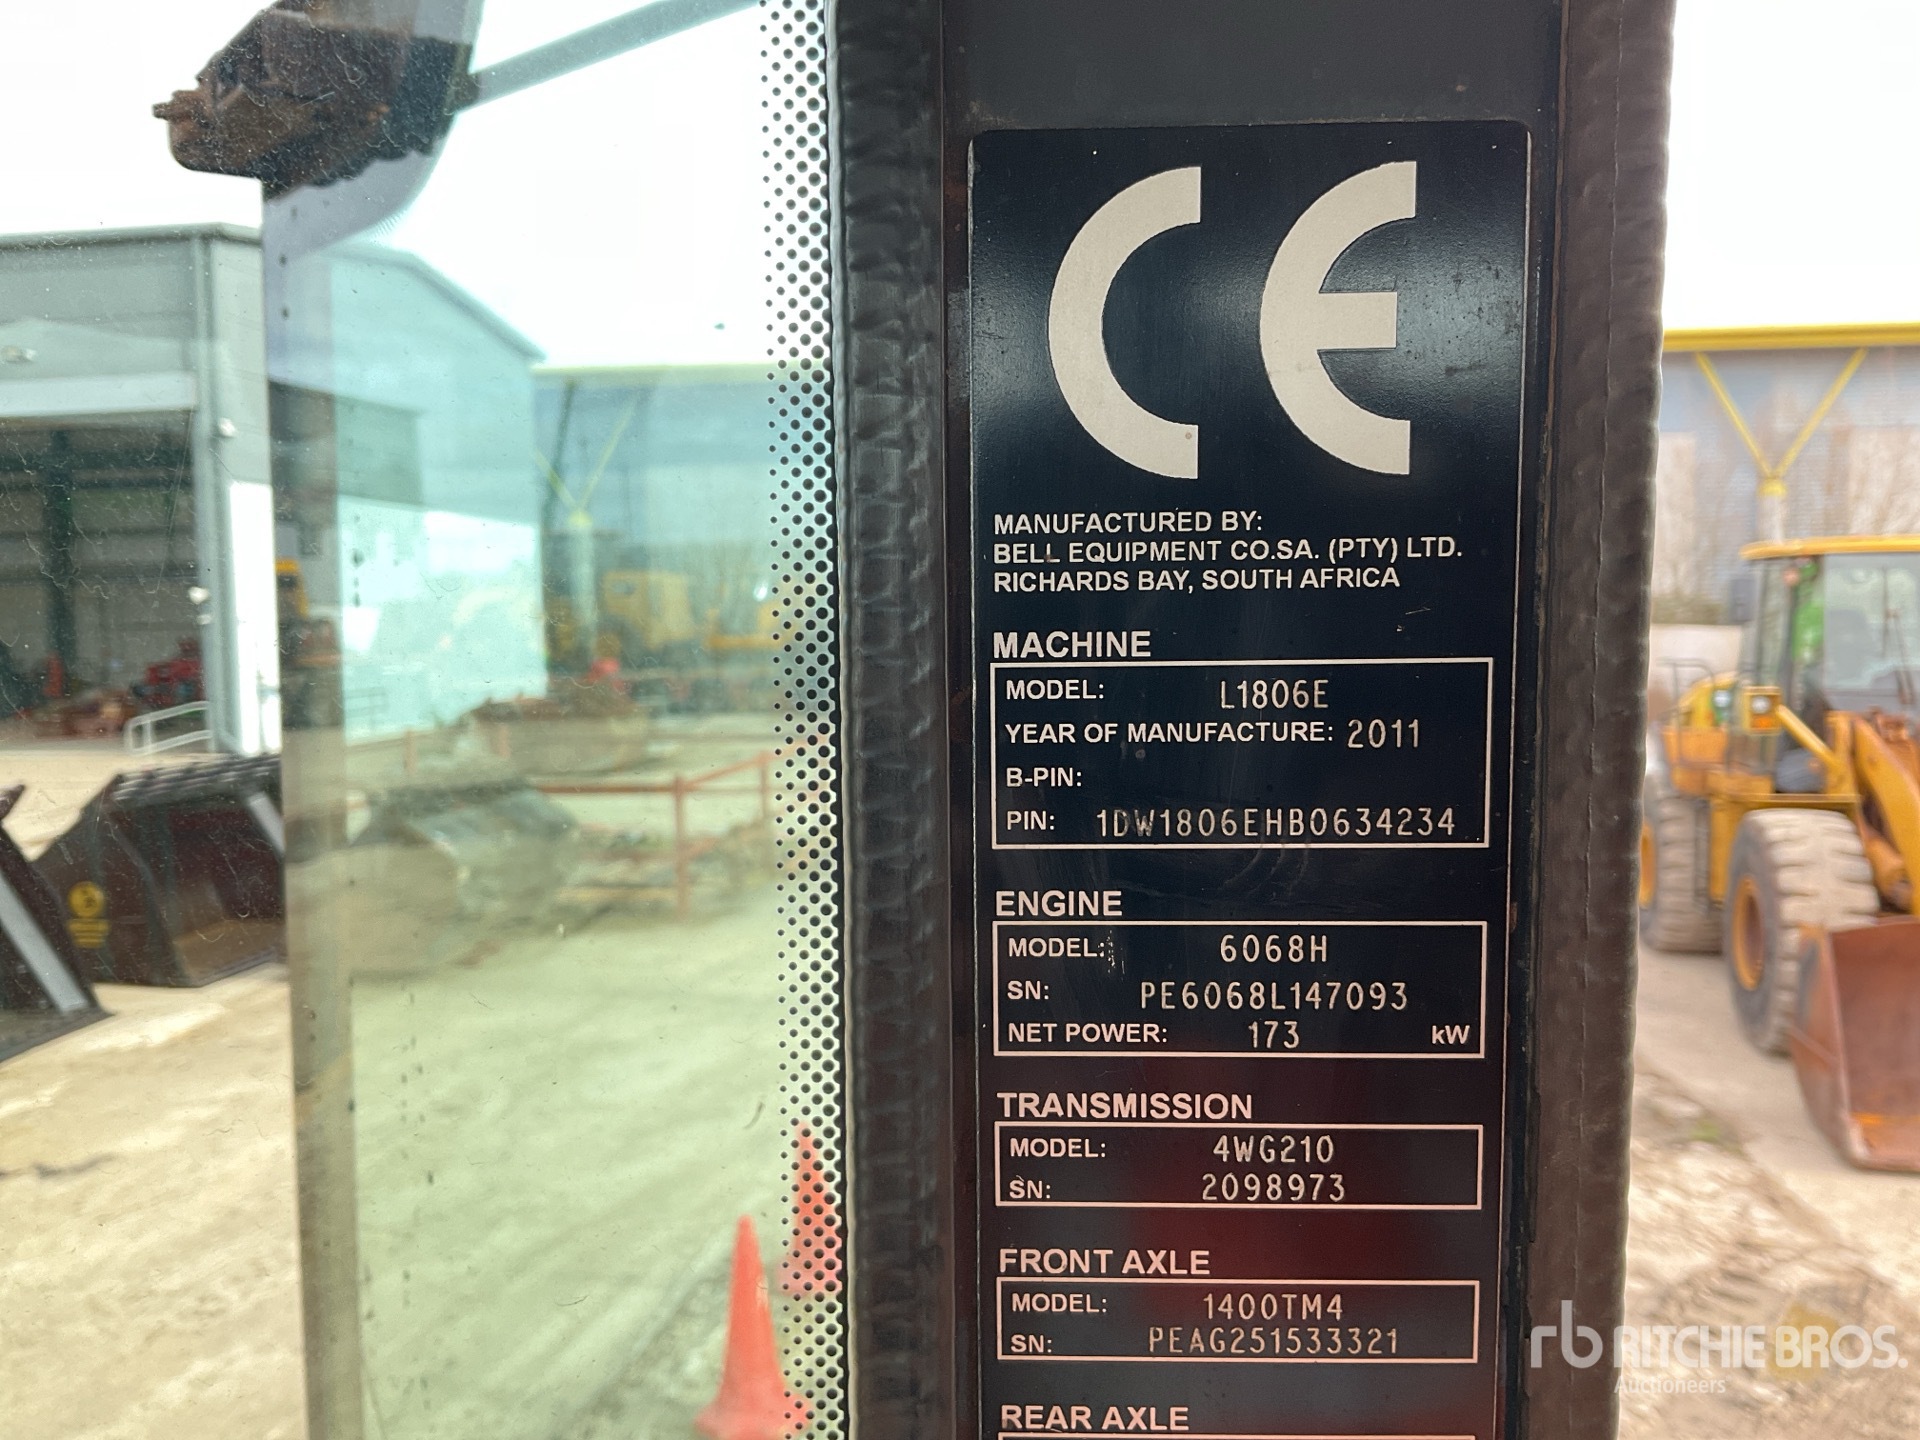 CE
MANUFACTURED BY:
BELL EQUIPMENT CO.SA. (PTY) LTD.
RICHARDS BAY, SOUTH AFRICA
MACHINE
MODEL: L1806E
YEAR OF MANUFACTURE: 2011
B-PIN:
PIN: 1DW1806EHB0634234
ENGINE
MODEL: 6068H
SN: PE6068L147093
NET POWER: 173 kW
TRANSMISSION
MODEL: 4WG210
SN: 2098973
FRONT AXLE
MODEL: 1400TM4
SN: PEAG251533321
REAR AXLE
rb RITCHIE BROS.
Auctioneers